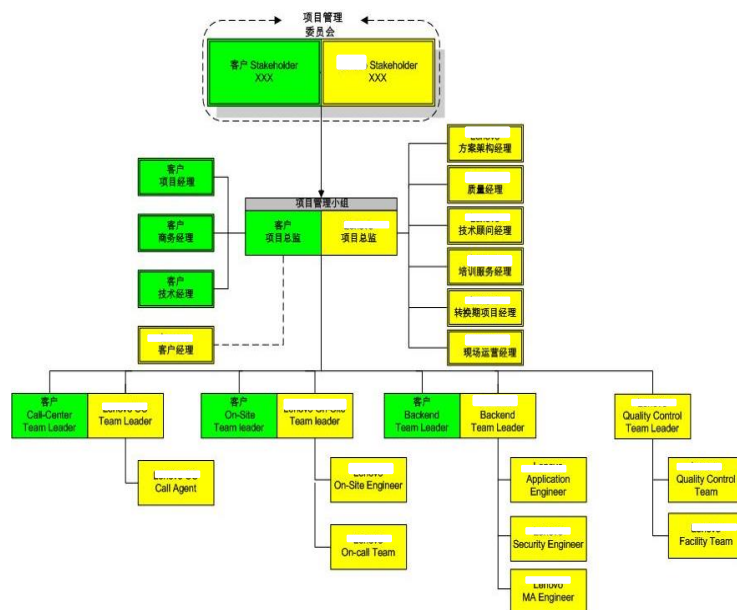 项目管理
委员会
客户 Stakeholder
XXX
Stakeholder
XXX
方案架构经理
客户
项目经理
质量经理
项目管理小组
客户
项目总监
项目总监
技术顾问经理
客户
商务经理
培训服务经理
客户
技术经理
转换期项目经理
客户经理
现场运营经理
客户
Call-Center
Team Leader
Team Leader
客户
On-Site
Team leader
Team leader
客户
Backend
Team Leader
Backend
Team Leader
Quality Control
Team Leader
Call Agent
On-Site Engineer
Application
Engineer
Quality Control
Team
On-call Team
Security Engineer
Facility Team
Lenovo
MA Engineer